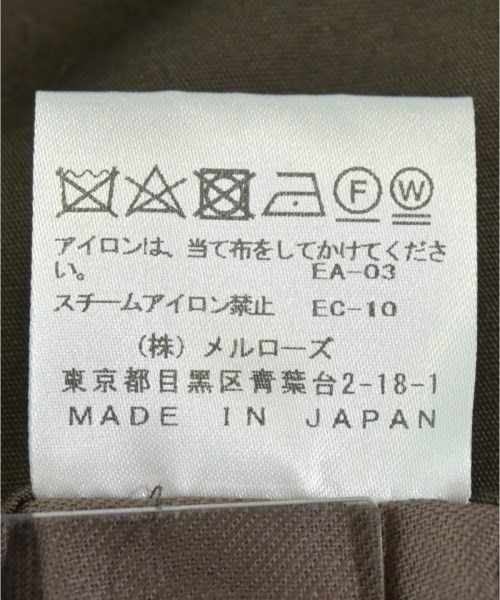 F W
アイロンは、当て布をしてかけてくださ
い。 EA-03
スチームアイロン禁止 EC-10
(株) メルローズ
東京都目黒区青葉台2-18-1
MADE IN JAPAN